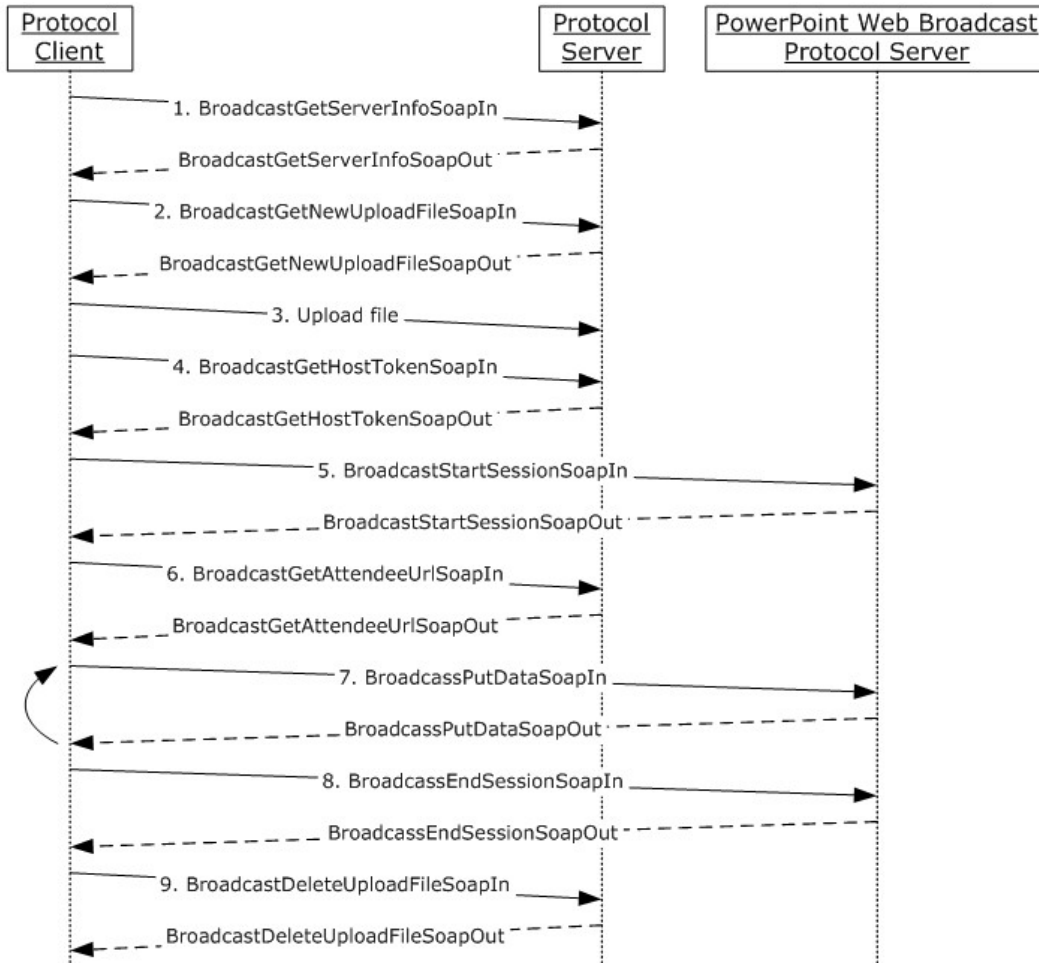 Protocol
Client
Protocol
Server
PowerPoint Web Broadcast
Protocol Server
1. BroadcastGetServerInfoSoapIn
BroadcastGetServerInfoSoapOut
2. BroadcastGetNewUploadFileSoapIn
BroadcastGetNewUploadFileSoapOut
3. Upload file
4. BroadcastGetHostTokenSoapIn
BroadcastGetHostTokenSoapOut
5. BroadcastStartSessionSoapIn
BroadcastStartSessionSoapOut
6. BroadcastGetAttendeeUrlSoapIn
BroadcastGetAttendeeUrlSoapOut
7. BroadcassPutDataSoapIn
BroadcassPutDataSoapOut
8. BroadcassEndSessionSoapIn
BroadcassEndSessionSoapOut
9. BroadcastDeleteUploadFileSoapIn
BroadcastDeleteUploadFileSoapOut